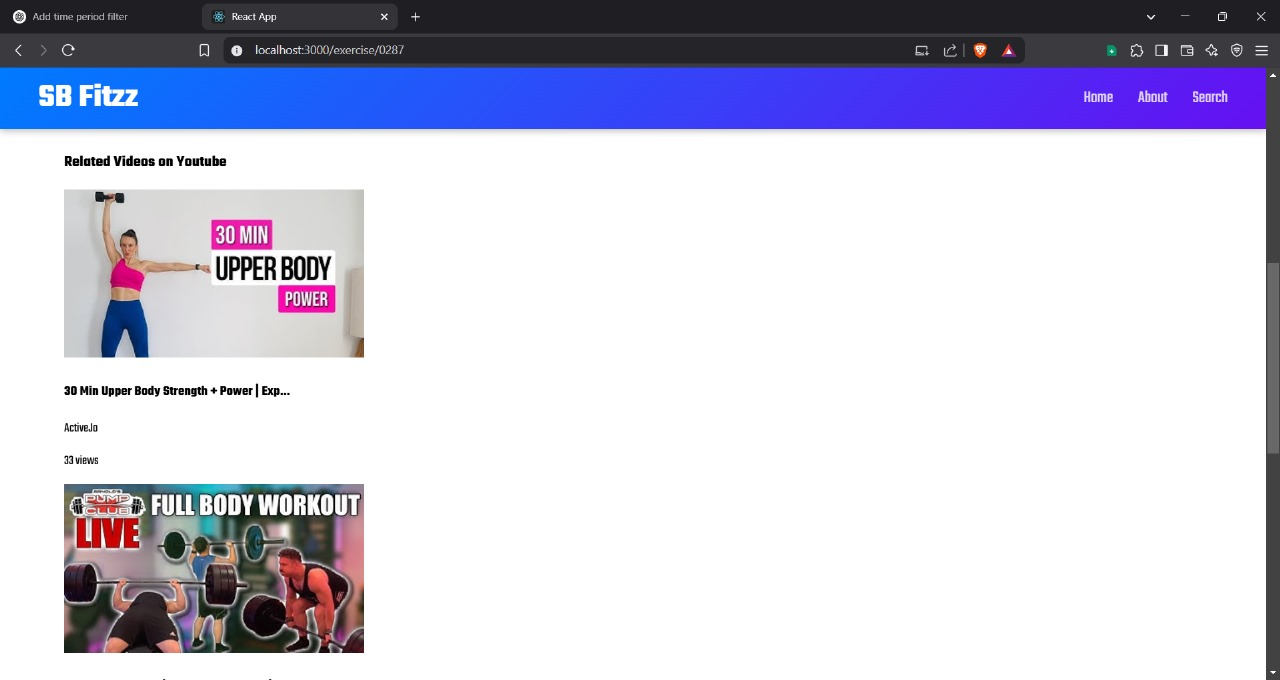 Add time period filter
React App
localhost:3000/exercise/0287
SB Fitzz
Home
About
Search
Related Videos on Youtube
30 MIN
UPPER BODY
POWER
30 Min Upper Body Strength + Power | Exp...
ActiveJo
33 views
ARNOLD'S
PUMP
CLUB
LIVE
FULL BODY WORKOUT